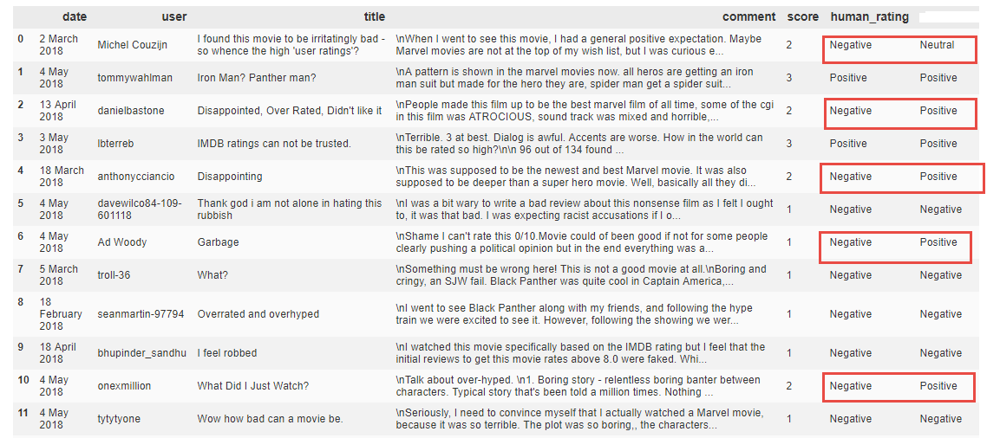 date user title comment score human_rating
0 2 March 2018 Michel Couzijn I found this movie to be irritatingly bad - so whence the high 'user ratings'? \nWhen I went to see this movie, I had a general positive expectation. Maybe Marvel movies are not at the top of my wish list, but I was curious e... 2 Negative Neutral
1 4 May 2018 tommywahlman Iron Man? Panther man? \nA pattern is shown in the marvel movies now. all heros are getting an iron man suit but made for the hero they are, spider man get a spider suit... 3 Positive Positive
2 13 April 2018 danielbastone Disappointed, Over Rated, Didn't like it \nPeople made this film up to be the best marvel film of all time, some of the cgi in this film was ATROCIOUS, sound track was mixed and horrible,... 2 Negative Positive
3 3 May 2018 lbterreb IMDB ratings can not be trusted. \nTerrible. 3 at best. Dialog is awful. Accents are worse. How in the world can this be rated so high?\n\n 96 out of 134 found ... 3 Positive Positive
4 18 March 2018 anthonycciancio Disappointing \nThis was supposed to be the newest and best Marvel movie. It was also supposed to be deeper than a super hero movie. Well, basically all they di... 2 Negative Positive
5 4 May 2018 davewilco84-109-601118 Thank god i am not alone in hating this rubbish \nI was a bit wary to write a bad review about this nonsense film as I felt I ought to, it was that bad. I was expecting racist accusations if I o... 1 Negative Negative
6 4 May 2018 Ad Woody Garbage \nShame I can't rate this 0/10.Movie could of been good if not for some people clearly pushing a political opinion but in the end everything was a... 1 Negative Positive
7 5 March 2018 troll-36 What? \nSomething must be wrong here! This is not a good movie at all.\nBoring and cringy, an SJW fail. Black Panther was quite cool in Captain America,... 1 Negative Negative
8 18 February 2018 seanmartin-97794 Overrated and overhyped \nI went to see Black Panther along with my friends, and following the hype train we were excited to see it. However, following the showing we wer... 1 Negative Negative
9 18 April 2018 bhupinder_sandhu I feel robbed \nI watched this movie specifically based on the IMDB rating but I feel that the initial reviews to get this movie rates above 8.0 were faked. Whi... 1 Negative Negative
10 4 May 2018 onexmillion What Did I Just Watch? \nTalk about over-hyped. \n1. Boring story - relentless boring banter between characters. Typical story that's been told a million times. Nothing ... 2 Negative Positive
11 4 May 2018 tytytyone Wow how bad can a movie be. \nSeriously, I need to convince myself that I actually watched a Marvel movie, because it was so terrible. The plot was so boring,, the characters... 1 Negative Negative